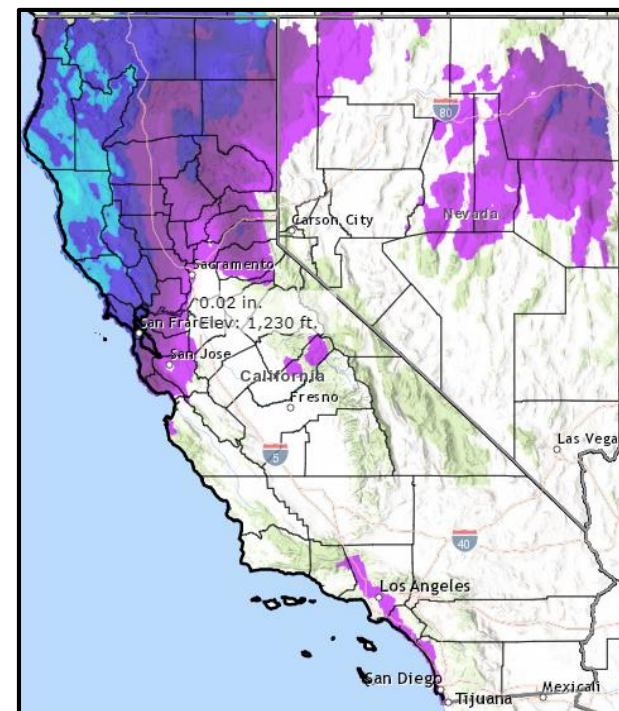 80
Nevada
Carson City
Sacramento
0.02 in.
San Fra
Elev: 1,230 ft.
San Jose
California
Fresno
Las Vega
5
40
Los Angeles
San Diego
Tijuana
Mexicali